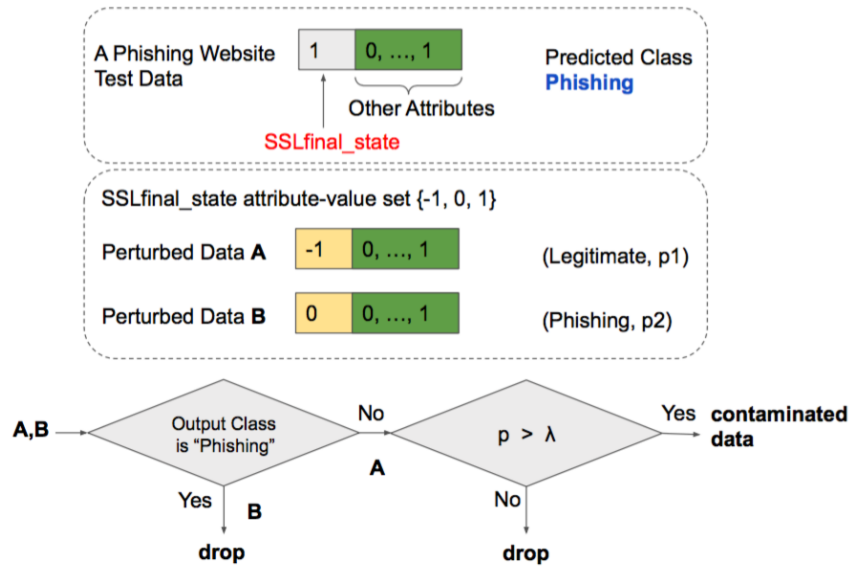 A Phishing Website
Test Data
1
0, ..., 1
Predicted Class
Phishing
Other Attributes
SSLfinal_state
SSLfinal_state attribute-value set {-1, 0, 1}
Perturbed Data A
-1
0, ..., 1
(Legitimate, p1)
Perturbed Data B
0
0, ..., 1
(Phishing, p2)
A,B
Output Class
is “Phishing”
No
A
p > λ
Yes
contaminated
data
Yes
B
drop
No
drop